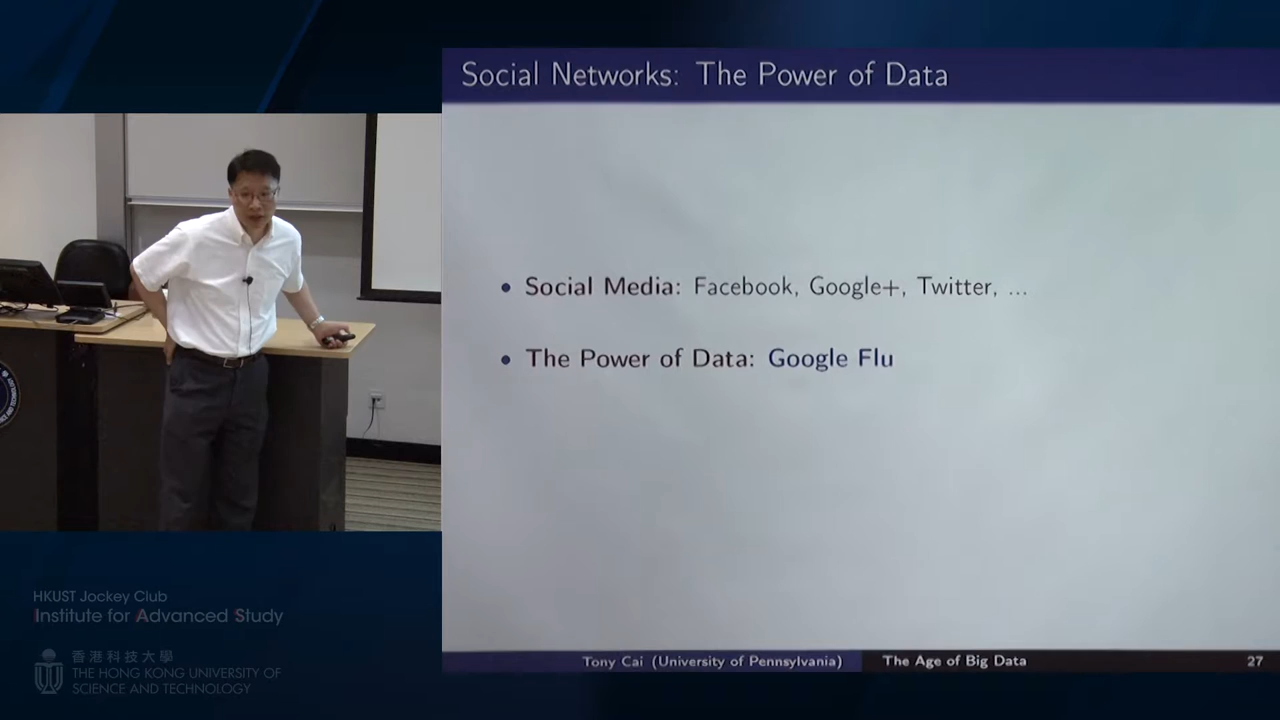 Social Networks: The Power of Data
• Social Media: Facebook, Google+, Twitter, ...
• The Power of Data: Google Flu
HKUST Jockey Club
Institute for Advanced Study
香港科技大學
THE HONG KONG UNIVERSITY OF
SCIENCE AND TECHNOLOGY
Tony Cai (University of Pennsylvania) The Age of Big Data 27